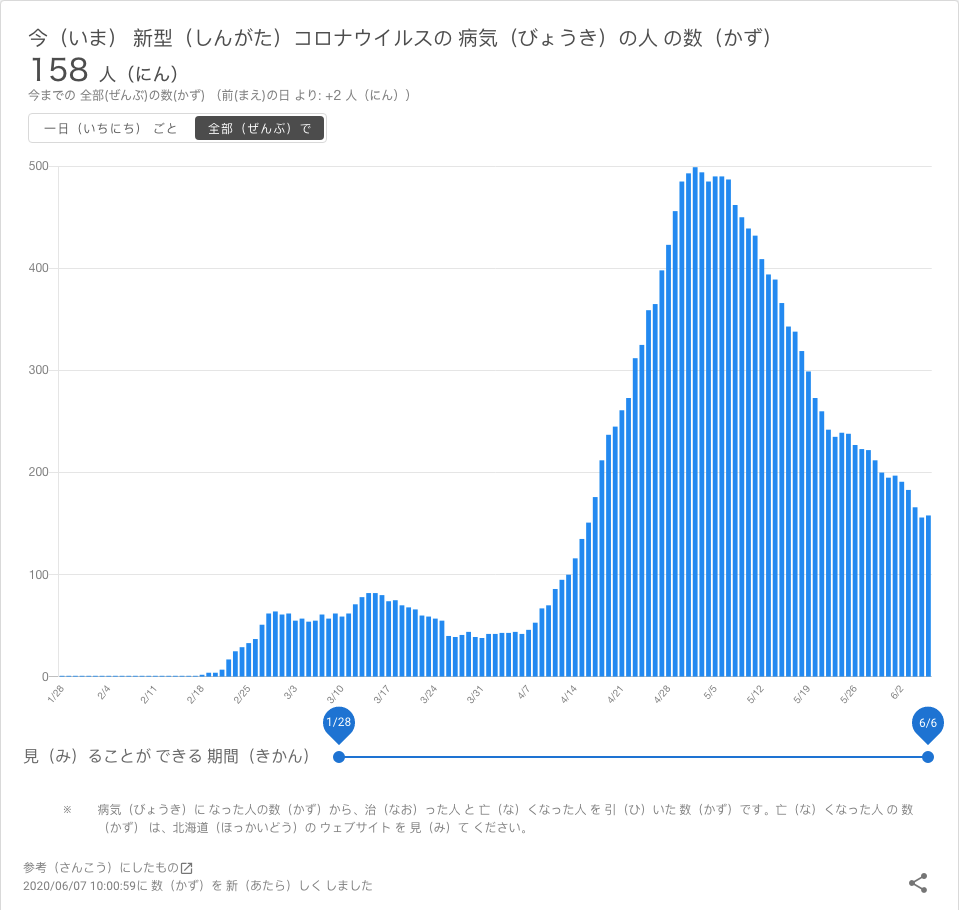 今（いま） 新型（しんがた）コロナウイルスの 病気（びょうき）の人 の数（かず）
158 人（にん）
今までの 全部(ぜんぶ)の数(かず) （前(まえ)の日 より: +2 人（にん））
一日（いちにち） ごと 全部（ぜんぶ）で
500
400
300
200
100
0
1/28 2/4 2/11 2/18 2/25 3/3 3/10 3/17 3/24 3/31 4/7 4/14 4/21 4/28 5/5 5/12 5/19 5/26 6/2
1/28 6/6
見（み）ることが できる 期間（きかん）
※ 病気（びょうき）に なった人の数（かず）から、治（なお）った人 と 亡（な）くなった人 を 引（ひ）いた 数（かず）です。亡（な）くなった人 の 数
（かず） は、北海道（ほっかいどう）の ウェブサイト を 見（み）て ください。
参考（さんこう）にしたもの
2020/06/07 10:00:59に 数（かず）を 新（あたら）しく しました